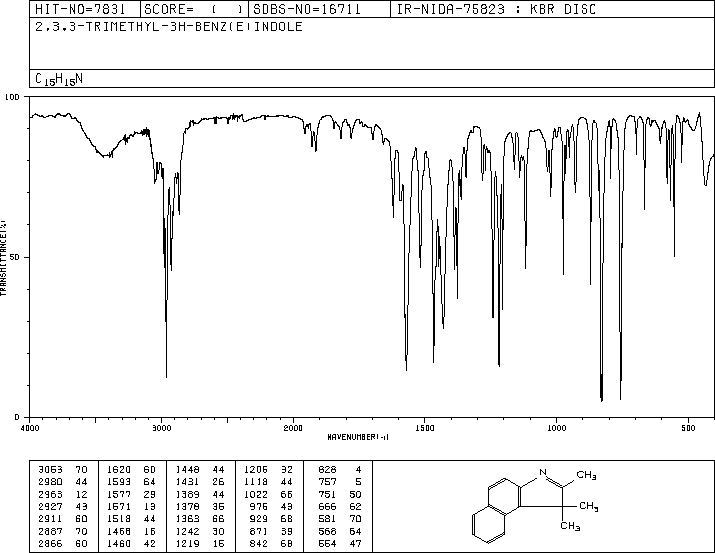 HIT-NO=7831 SCORE= ( ) SDBS-NO=16711 IR-NIDA-75823 : KBR DISC
2,3,3-TRIMETHYL-3H-BENZ(E)INDOLE
C15H15N
100
50
0
TRANSMITTANCE(%)
4000 3000 2000 1500 1000 500
WAVENUMBER(-1)
3053 70 1620 60 1448 44 1206 32 828 4
2980 44 1593 64 1431 26 1118 44 757 5
2963 12 1577 29 1389 44 1022 66 751 50
2927 43 1571 13 1378 35 975 43 666 62
2911 60 1518 44 1363 66 929 68 581 70
2887 70 1468 16 1242 30 871 39 568 64
2866 60 1460 42 1219 15 842 68 554 47
N
CH3
CH3
CH3